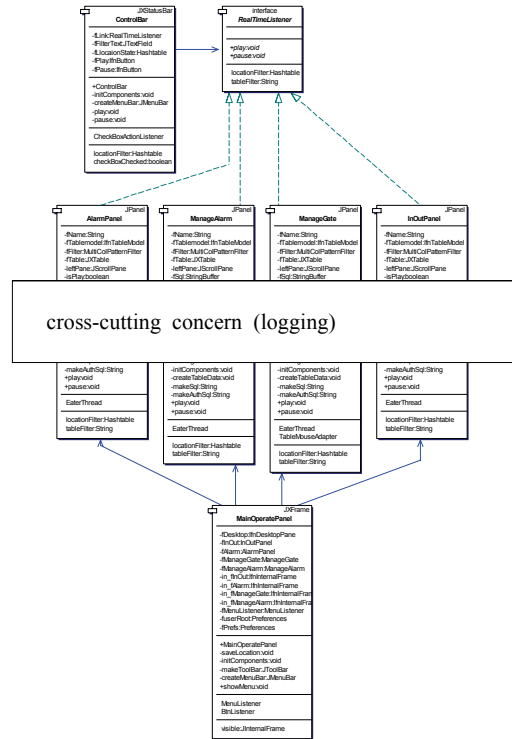 JXStatusBar
ControlBar
-fLink:RealTimeListener
-fFilterText:JTextField
-fLlocaionState:Hashtable
-fPlay:IfnButton
-fPause:IfnButton
+ControlBar
-initComponents:void
-createMenuBar:JMenuBar
-play:void
-pause:void
CheckBoxActionListener
locationFilter:Hashtable
checkBoxChecked:boolean
interface
RealTimeListener
+play:void
+pause:void
locationFilter:Hashtable
tableFilter:String
JPanel
AlarmPanel
-fName:String
-fTablemodel:IfnTableModel
-fFilter:MultiColPatternFilter
-fTable:JXTable
-leftPane:JScrollPane
-isPlay:boolean
JPanel
ManageAlarm
-fName:String
-fTablemodel:IfnTableModel
-fFilter:MultiColPatternFilter
-fTable:JXTable
-leftPane:JScrollPane
-fSql:StringBuffer
JPanel
ManageGate
-fName:String
-fTablemodel:IfnTableModel
-fFilter:MultiColPatternFilter
-fTable:JXTable
-leftPane:JScrollPane
-fSql:StringBuffer
JPanel
InOutPanel
-fName:String
-fTablemodel:IfnTableModel
-fFilter:MultiColPatternFilter
-fTable:JXTable
-leftPane:JScrollPane
-isPlay:boolean
cross-cutting concern (logging)
-makeAuthSql:String
+play:void
+pause:void
EaterThread
locationFilter:Hashtable
tableFilter:String
-initComponents:void
-createTableData:void
-makeSql:String
-makeAuthSql:String
+play:void
+pause:void
EaterThread
locationFilter:Hashtable
tableFilter:String
-initComponents:void
-createTableData:void
-makeSql:String
-makeAuthSql:String
+play:void
+pause:void
EaterThread
TableMouseAdapter
locationFilter:Hashtable
tableFilter:String
-makeAuthSql:String
+play:void
+pause:void
EaterThread
locationFilter:Hashtable
tableFilter:String
JXFrame
MainOperatePanel
-fDesktop:IfnDesktopPane
-fInOut:InOutPanel
-fAlarm:AlarmPanel
-fManageGate:ManageGate
-fManageAlarm:ManageAlarm
-in_fInOut:IfnInternalFrame
-in_fAlarm:IfnInternalFrame
-in_fManageGate:IfnInternalFram
-in_fManageAlarm:IfnInternalFra
-fMenuListener:MenuListener
-fuserRoot:Preferences
-fPrefs:Preferences
+MainOperatePanel
-saveLocation:void
-initComponents:void
-makeToolBar:JToolBar
-createMenuBar:JMenuBar
+showMenu:void
MenuListener
BtnListener
visible:JInternalFrame